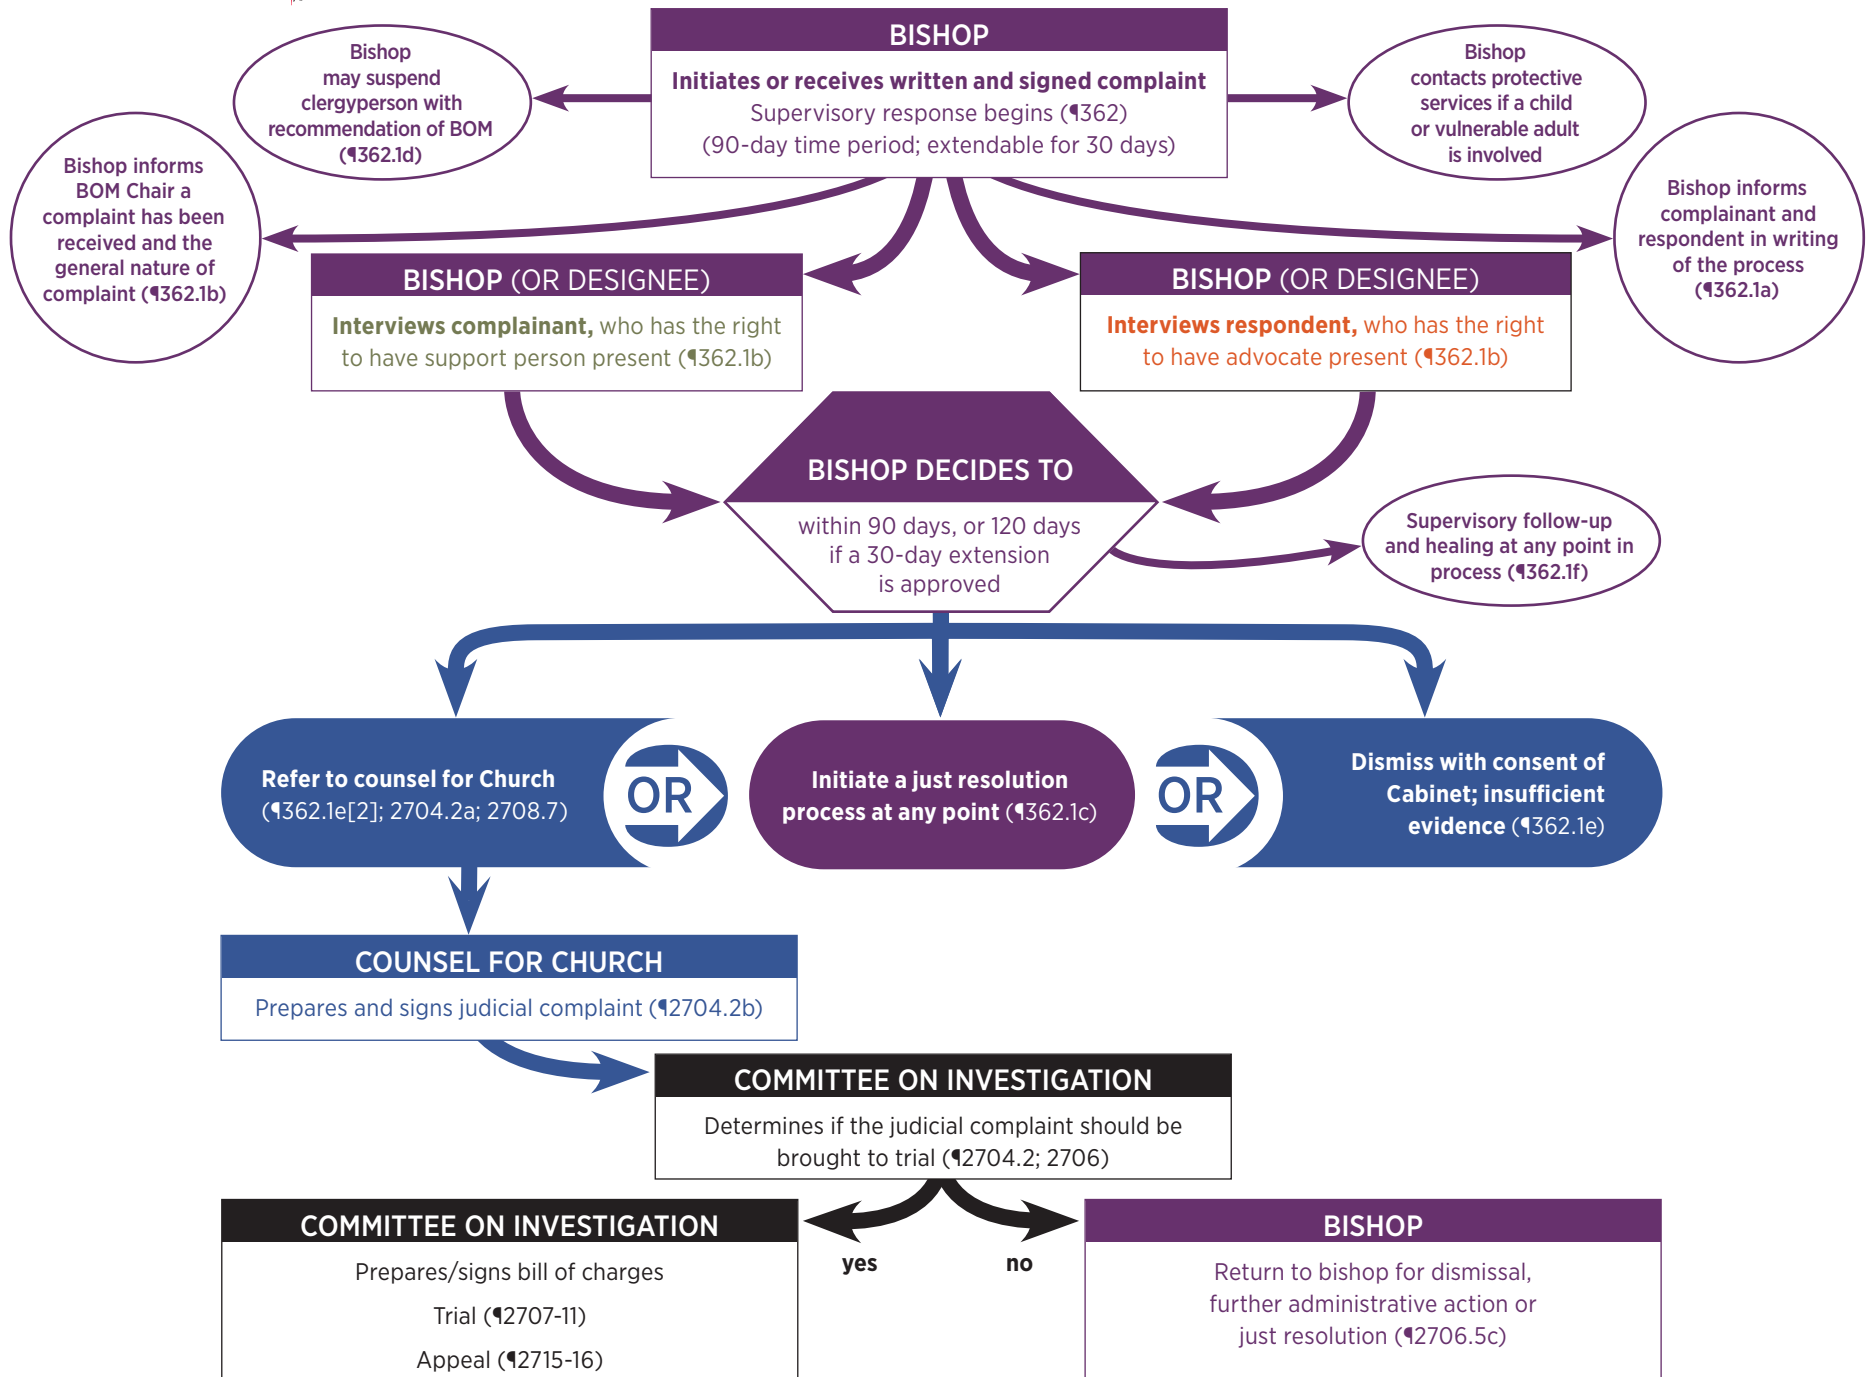 BISHOP
Initiates or receives written and signed complaint
Supervisory response begins (¶362)
(90-day time period; extendable for 30 days)
Bishop
may suspend
clergyperson with
recommendation of BOM
(¶362.1d)
Bishop
contacts protective
services if a child
or vulnerable adult
is involved
Bishop informs
BOM Chair a
complaint has been
received and the
general nature of
complaint (¶362.1b)
Bishop informs
complainant and
respondent in writing
of the process
(¶362.1a)
BISHOP (OR DESIGNEE)
Interviews complainant, who has the right
to have support person present (¶362.1b)
BISHOP (OR DESIGNEE)
Interviews respondent, who has the right
to have advocate present (¶362.1b)
BISHOP DECIDES TO
within 90 days, or 120 days
if a 30-day extension
is approved
Supervisory follow-up
and healing at any point in
process (¶362.1f)
Refer to counsel for Church
(¶362.1e[2]; 2704.2a; 2708.7)
OR
Initiate a just resolution
process at any point (¶362.1c)
OR
Dismiss with consent of
Cabinet; insufficient
evidence (¶362.1e)
COUNSEL FOR CHURCH
Prepares and signs judicial complaint (¶2704.2b)
COMMITTEE ON INVESTIGATION
Determines if the judicial complaint should be
brought to trial (¶2704.2; 2706)
yes
no
COMMITTEE ON INVESTIGATION
Prepares/signs bill of charges
Trial (¶2707-11)
Appeal (¶2715-16)
BISHOP
Return to bishop for dismissal,
further administrative action or
just resolution (¶2706.5c)